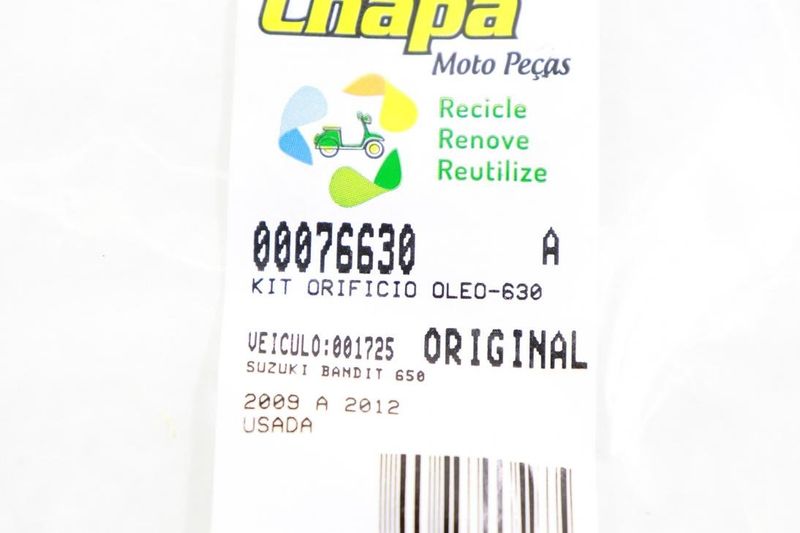 Chapa
Moto Peças
Recicle
Renove
Reutilize
00076630 A
KIT ORIFICIO OLEO-630
VEICULO:001725 ORIGINAL
SUZUKI BANDIT 650
2009 A 2012
USADA